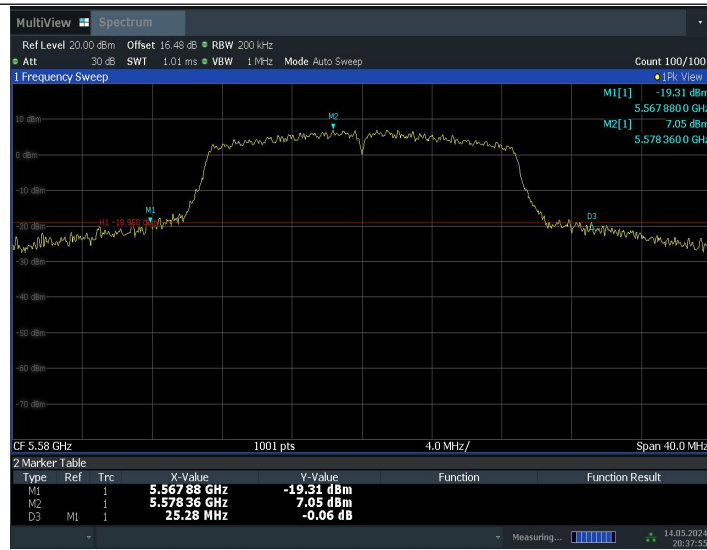 MultiView Spectrum
Ref Level 20.00 dBm Offset 16.48 dB RBW 200 kHz
Att 30 dB SWT 1.01 ms VBW 1 MHz Mode Auto Sweep Count 100/100
1 Frequency Sweep 1Pk View
M1[1] -19.31 dBm
5.567 880 0 GHz
M2[1] 7.05 dBm
5.578 360 0 GHz
M2
10 dBm
0 dBm
-10 dBm
M1
D3
H1 -18.950 dBm
-20 dBm
-30 dBm
-40 dBm
-50 dBm
-60 dBm
-70 dBm
CF 5.58 GHz 1001 pts 4.0 MHz/ Span 40.0 MHz
2 Marker Table
Type Ref Trc X-Value Y-Value Function Function Result
M1 1 5.567 88 GHz -19.31 dBm
M2 1 5.578 36 GHz 7.05 dBm
D3 M1 1 25.28 MHz -0.06 dB
Measuring... 14.05.2024
20:37:55